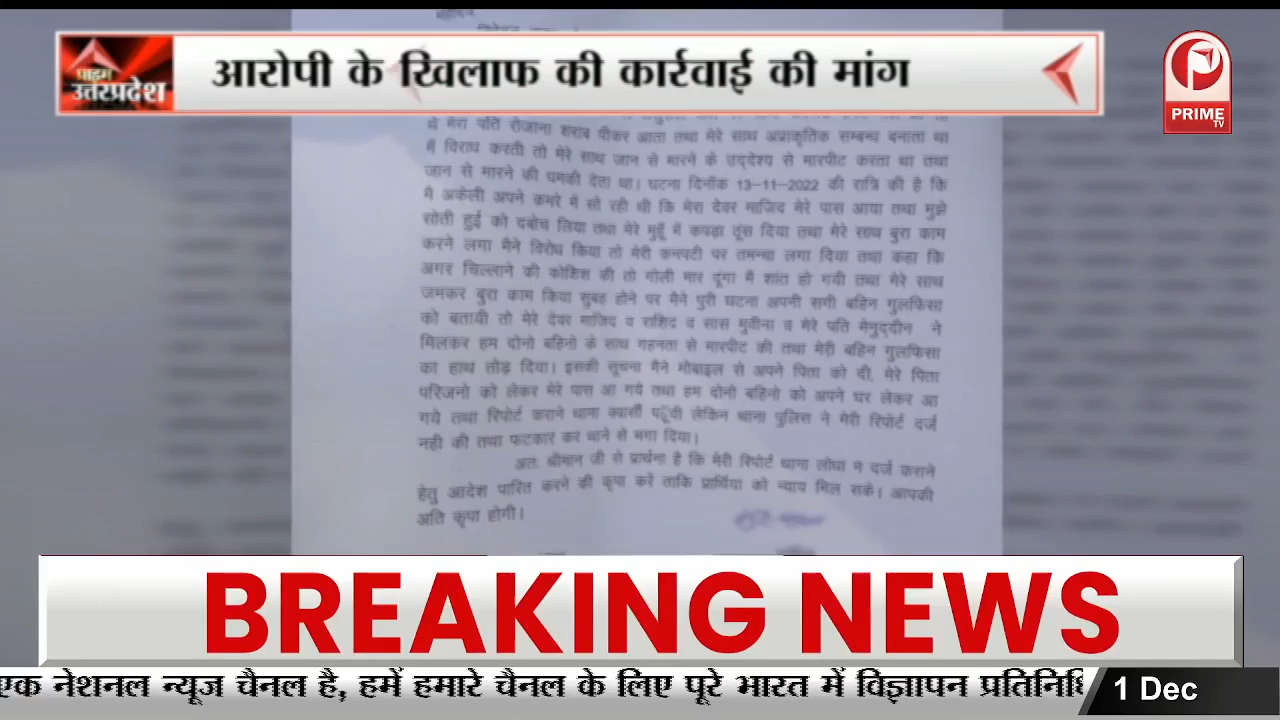 महोदय,
प्राइम
उत्तरप्रदेश
आरोपी के खिलाफ की कार्रवाई की मांग
PRIME
TV
थे मेरा पति रोजाना शराब पीकर आता तथा मेरे साथ अप्राकृतिक सम्बन्ध बनाता था
मैं विरोध करती तो मेरे साथ जान से मारने के उद्देश्य से मारपीट करता था तथा
जान से मारने की धमकी देता था। घटना दिनाँक 13-11-2022 की रात्रि की है कि
मै अकेली अपने कमरे में सो रही थी कि मेरा देवर माजिद मेरे पास आया तथा मुझे
सोती हुई को दबोच लिया तथा मेरे मुहूँ में कपडा ठूंस दिया तथा मेरे साथ बुरा काम
करने लगा मैने विरोध किया तो मेरी कनपटी पर तमन्चा लगा दिया तथा कहा कि
अगर चिल्लाने की कोशिश की तो गोली मार दूंगा मै शांत हो गयी तथा मेरे साथ
जमकर बुरा काम किया सुबह होने पर मैने पुरी घटना अपनी सगी बहिन गुलफिसा
को बतायी तो मेरे देवर माजिद व राशिद व सास मुवीना व मेरे पति मेनुद्दीन ने
मिलकर हम दोनो बहिनो के साथ गहनता से मारपीट की तथा मेरी बहिन गुलफिसा
का हाथ तोड़ दिया। इसकी सूचना मैने मोबाइल से अपने पिता को दी, मेरे पिता
परिजनो को लेकर मेरे पास आ गये तथा हम दोनो बहिनो को अपने घर लेकर आ
गये तथा रिपोर्ट कराने थाना क्वार्सी पहूँची लेकिन थाना पुलिस ने मेरी रिपोर्ट दर्ज
नही की तथा फटकार कर थाने से भगा दिया।
अतः श्रीमान जी से प्रार्थना है कि मेरी रिपोर्ट थाना लोधा म दर्ज कराने
हेतु आदेश पारित करने की कृपा करें ताकि प्रार्थिया को न्याय मिल सके। आपकी
अति कृपा होगी।
BREAKING NEWS
एक नेशनल न्यूज चैनल है, हमें हमारे चैनल के लिए पूरे भारत में विज्ञापन प्रतिनिधि
1 Dec